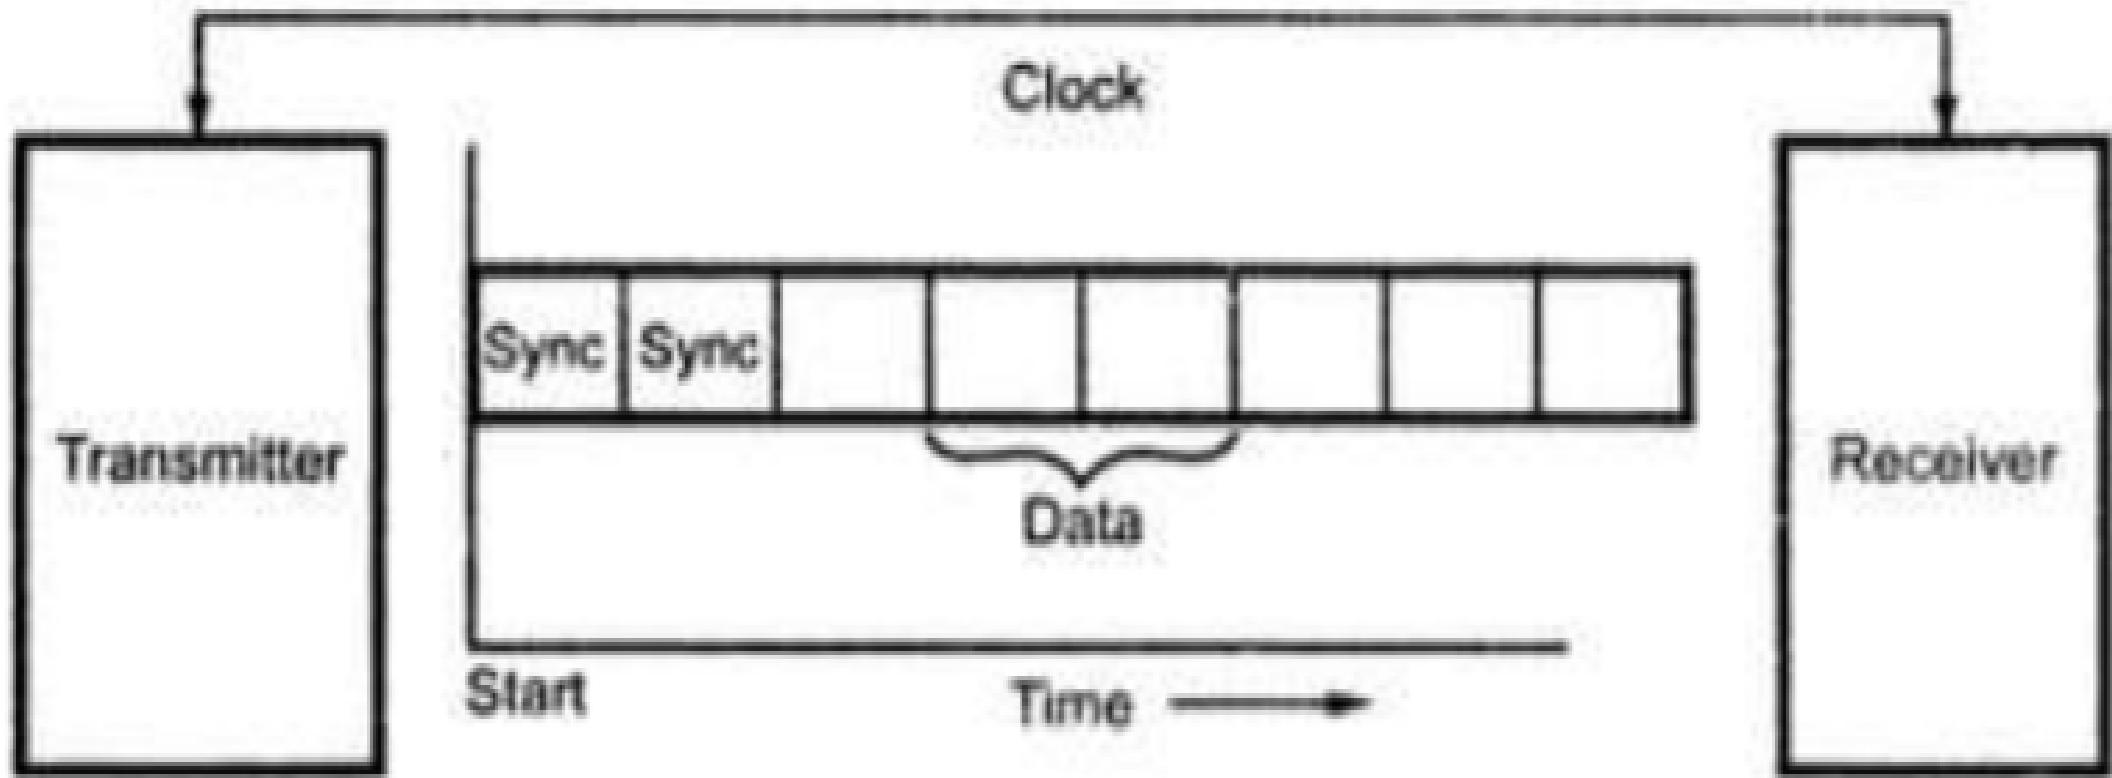 Clock
Sync Sync
Transmitter
Receiver
Data
Start
Time